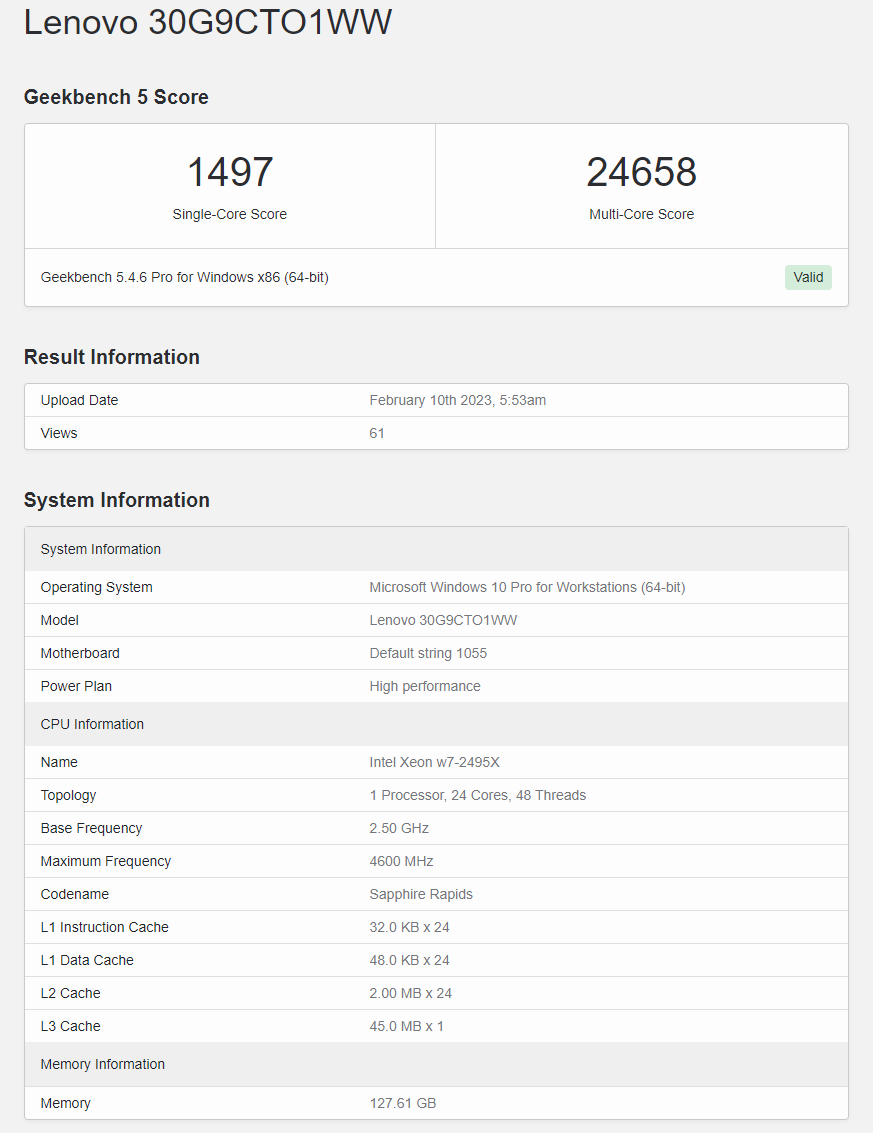 Lenovo 30G9CTO1WW
Geekbench 5 Score
1497 24658
Single-Core Score Multi-Core Score
Geekbench 5.4.6 Pro for Windows x86 (64-bit) Valid
Result Information
Upload Date February 10th 2023, 5:53am
Views 61
System Information
System Information
Operating System Microsoft Windows 10 Pro for Workstations (64-bit)
Model Lenovo 30G9CTO1WW
Motherboard Default string 1055
Power Plan High performance
CPU Information
Name Intel Xeon w7-2495X
Topology 1 Processor, 24 Cores, 48 Threads
Base Frequency 2.50 GHz
Maximum Frequency 4600 MHz
Codename Sapphire Rapids
L1 Instruction Cache 32.0 KB x 24
L1 Data Cache 48.0 KB x 24
L2 Cache 2.00 MB x 24
L3 Cache 45.0 MB x 1
Memory Information
Memory 127.61 GB